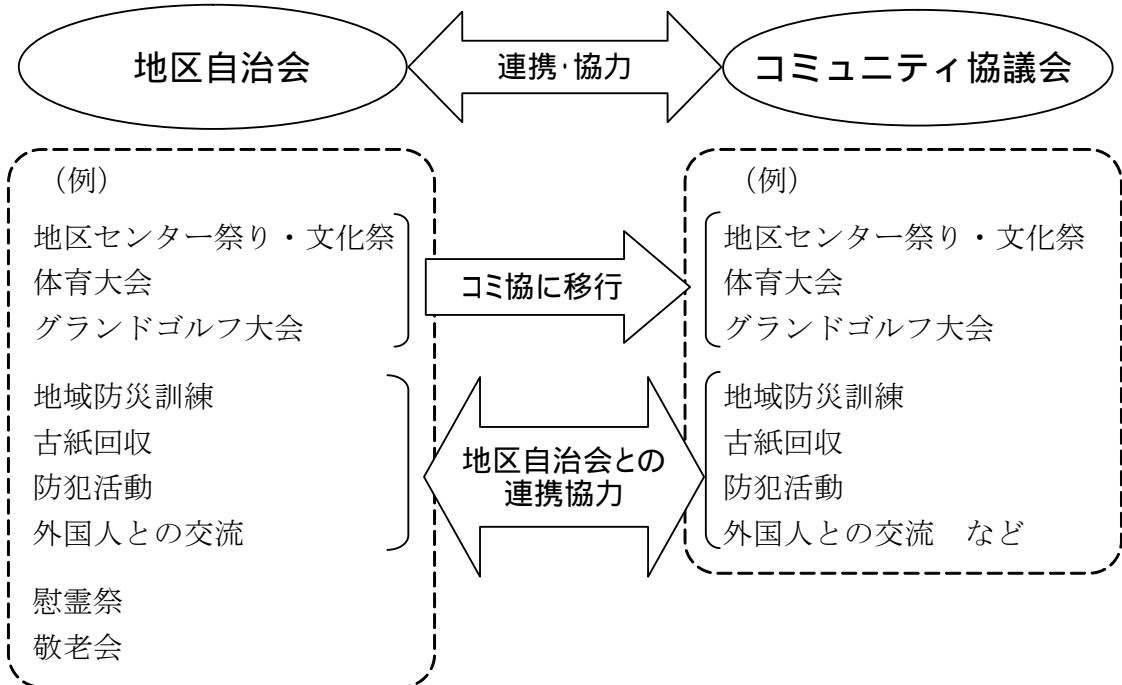 地区自治会
連携・協力
コミュニティ協議会
（例）
地区センター祭り・文化祭
体育大会
グランドゴルフ大会
地域防災訓練
古紙回収
防犯活動
外国人との交流
慰霊祭
敬老会
コミ協に移行
地区自治会との
連携協力
（例）
地区センター祭り・文化祭
体育大会
グランドゴルフ大会
地域防災訓練
古紙回収
防犯活動
外国人との交流　など